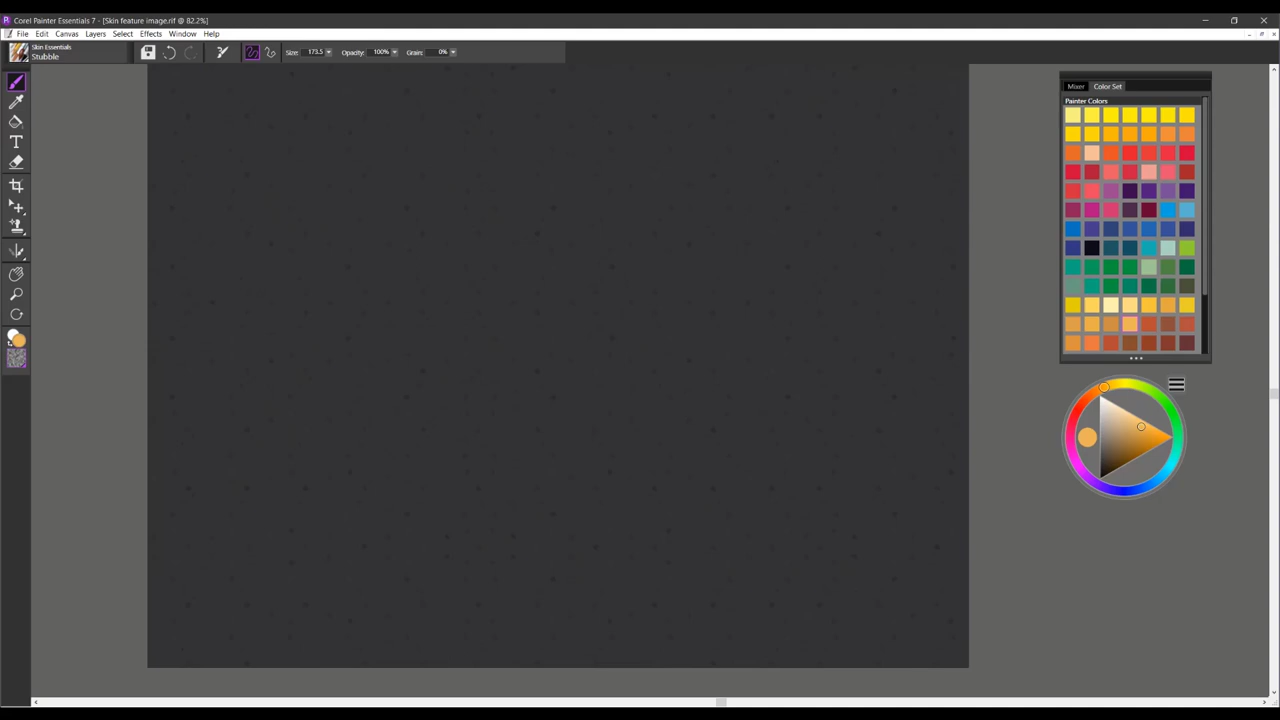 Corel Painter Essentials 7 - [Skin feature image.rif @ 82.2%]
File Edit Canvas Layers Select Effects Window Help
Skin Essentials
Stubble
Size: 173.5 Opacity: 100% Grain: 0%
Mixer Color Set
Painter Colors